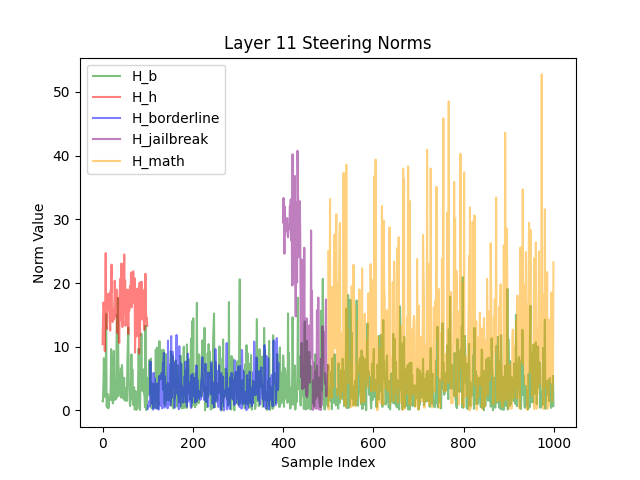 Layer 11 Steering Norms
H_b
H_h
H_borderline
H_jailbreak
H_math
Norm Value
50
40
30
20
10
0
0
200
400
600
800
1000
Sample Index